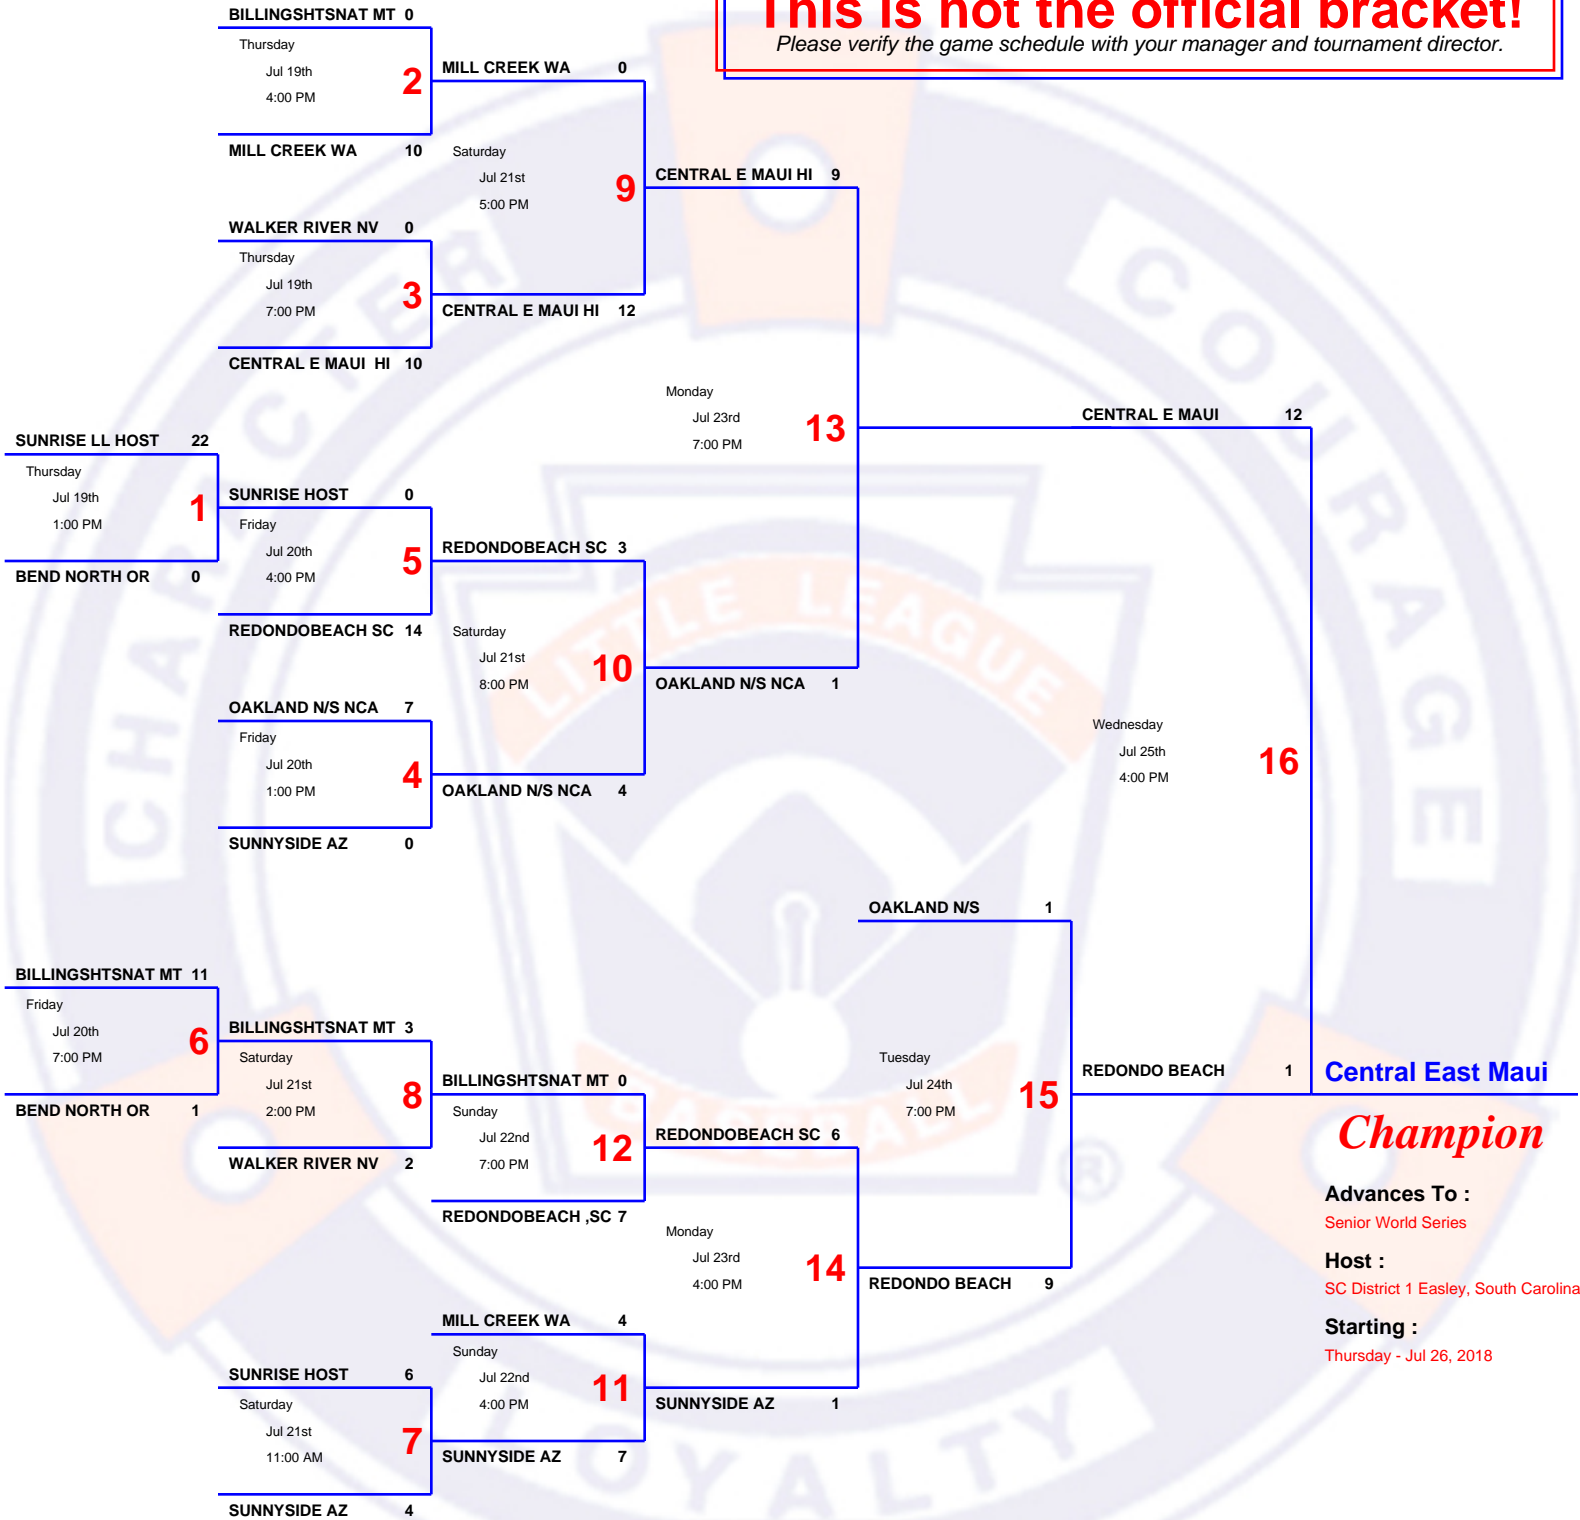 This is not the official bracket!
Please verify the game schedule with your manager and tournament director.
BILLINGSHTSNAT MT 0
Thursday
Jul 19th
4:00 PM
2
MILL CREEK WA 10
MILL CREEK WA 0
Saturday
Jul 21st
5:00 PM
9
WALKER RIVER NV 0
Thursday
Jul 19th
7:00 PM
3
CENTRAL E MAUI HI 10
CENTRAL E MAUI HI 12
CENTRAL E MAUI HI 9
Monday
Jul 23rd
7:00 PM
13
SUNRISE LL HOST 22
Thursday
Jul 19th
1:00 PM
1
BEND NORTH OR 0
SUNRISE HOST 0
Friday
Jul 20th
4:00 PM
5
REDONDOBEACH SC 14
REDONDOBEACH SC 3
Saturday
Jul 21st
8:00 PM
10
OAKLAND N/S NCA 7
Friday
Jul 20th
1:00 PM
4
SUNNYSIDE AZ 0
OAKLAND N/S NCA 4
OAKLAND N/S NCA 1
CENTRAL E MAUI 12
Wednesday
Jul 25th
4:00 PM
16
OAKLAND N/S 1
Tuesday
Jul 24th
7:00 PM
15
BILLINGSHTSNAT MT 11
Friday
Jul 20th
7:00 PM
6
BEND NORTH OR 1
BILLINGSHTSNAT MT 3
Saturday
Jul 21st
2:00 PM
8
WALKER RIVER NV 2
BILLINGSHTSNAT MT 0
Sunday
Jul 22nd
7:00 PM
12
REDONDOBEACH ,SC 7
REDONDOBEACH SC 6
Monday
Jul 23rd
4:00 PM
14
MILL CREEK WA 4
Sunday
Jul 22nd
4:00 PM
11
SUNRISE HOST 6
Saturday
Jul 21st
11:00 AM
7
SUNNYSIDE AZ 4
SUNNYSIDE AZ 7
SUNNYSIDE AZ 1
REDONDO BEACH 9
REDONDO BEACH 1
Central East Maui
Champion
Advances To :
Senior World Series
Host :
SC District 1 Easley, South Carolina
Starting :
Thursday - Jul 26, 2018
CHARACTER
COURAGE
LOYALTY
LITTLE LEAGUE
BASEBALL
®